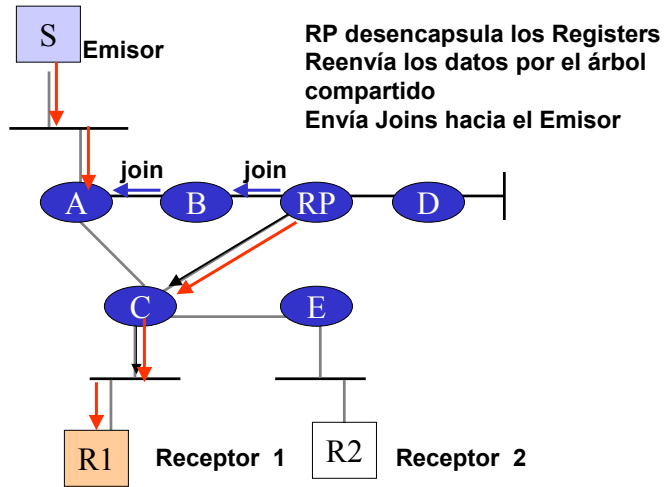 S
Emisor
RP desencapsula los Registers
Reenvía los datos por el árbol
compartido
Envía Joins hacia el Emisor
join
join
A
B
RP
D
C
E
R1
Receptor 1
R2
Receptor 2